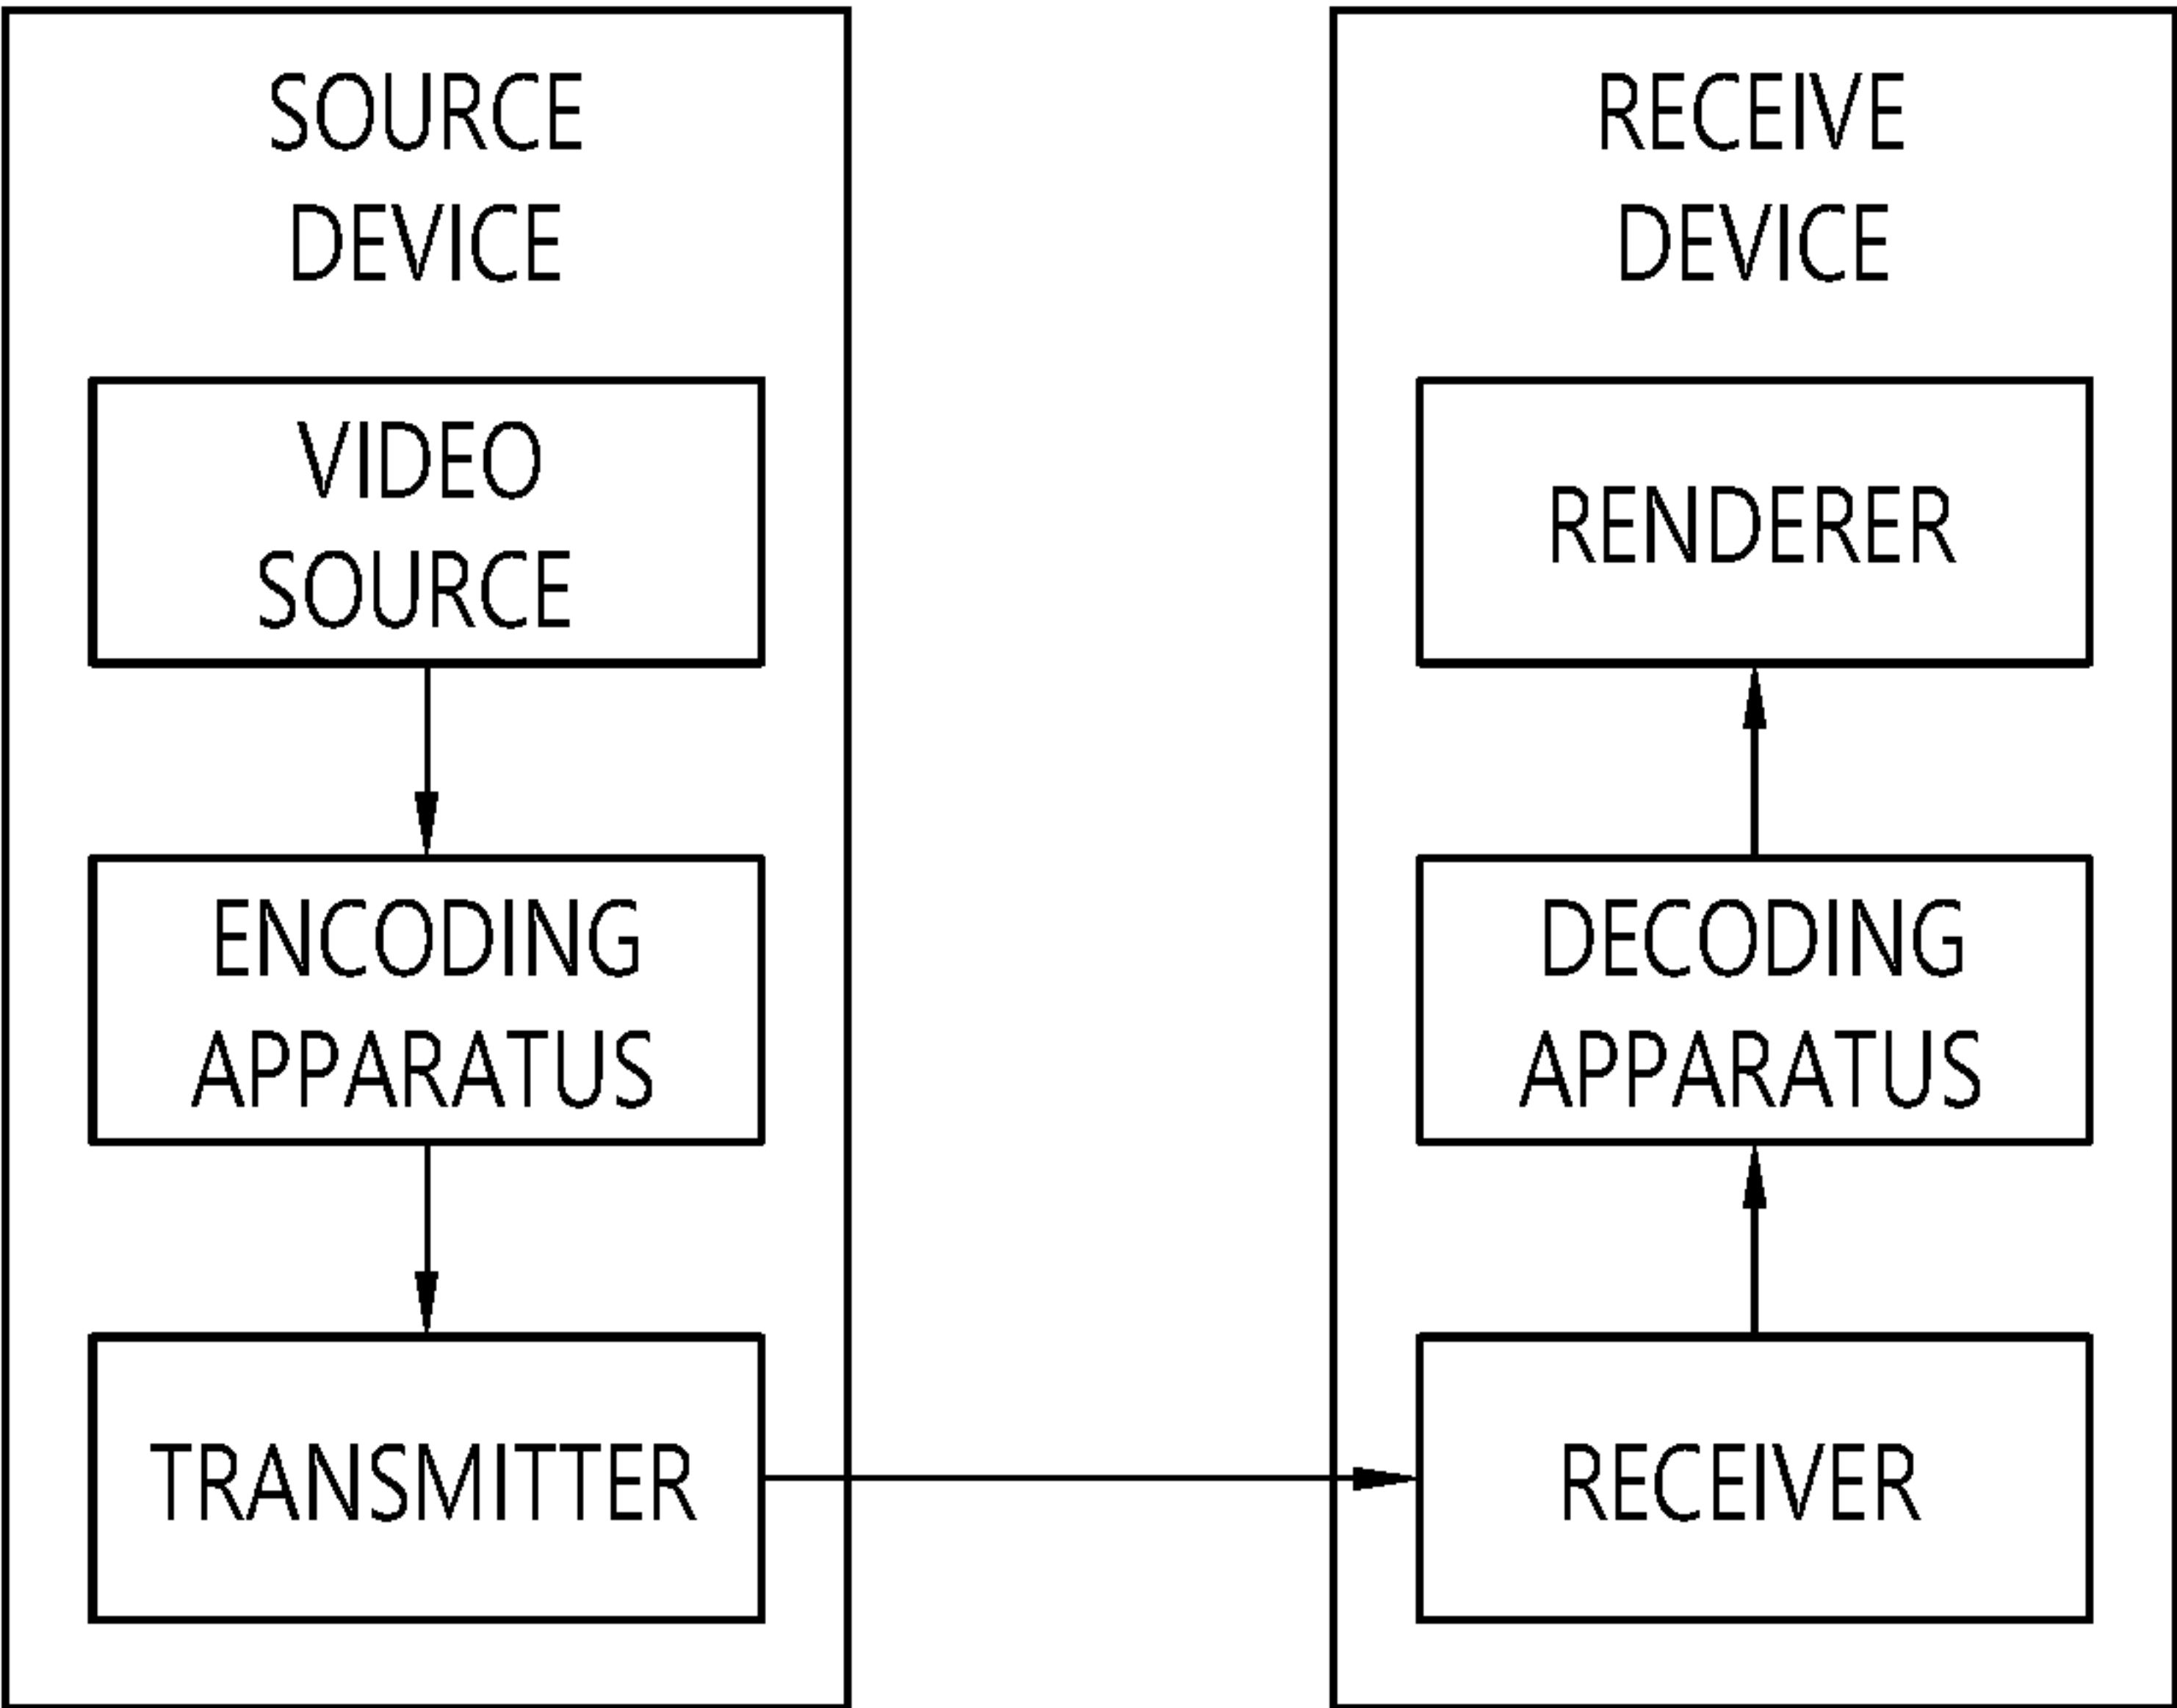 SOURCE
DEVICE
VIDEO
SOURCE
ENCODING
APPARATUS
TRANSMITTER
RECEIVE
DEVICE
RENDERER
DECODING
APPARATUS
RECEIVER